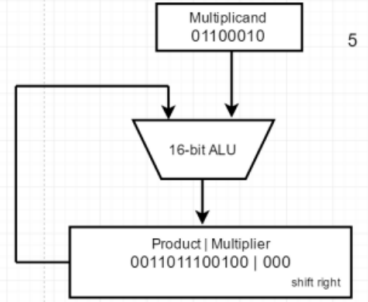 Multiplicand
01100010
5
16-bit ALU
Product | Multiplier
0011011100100 | 000
shift right